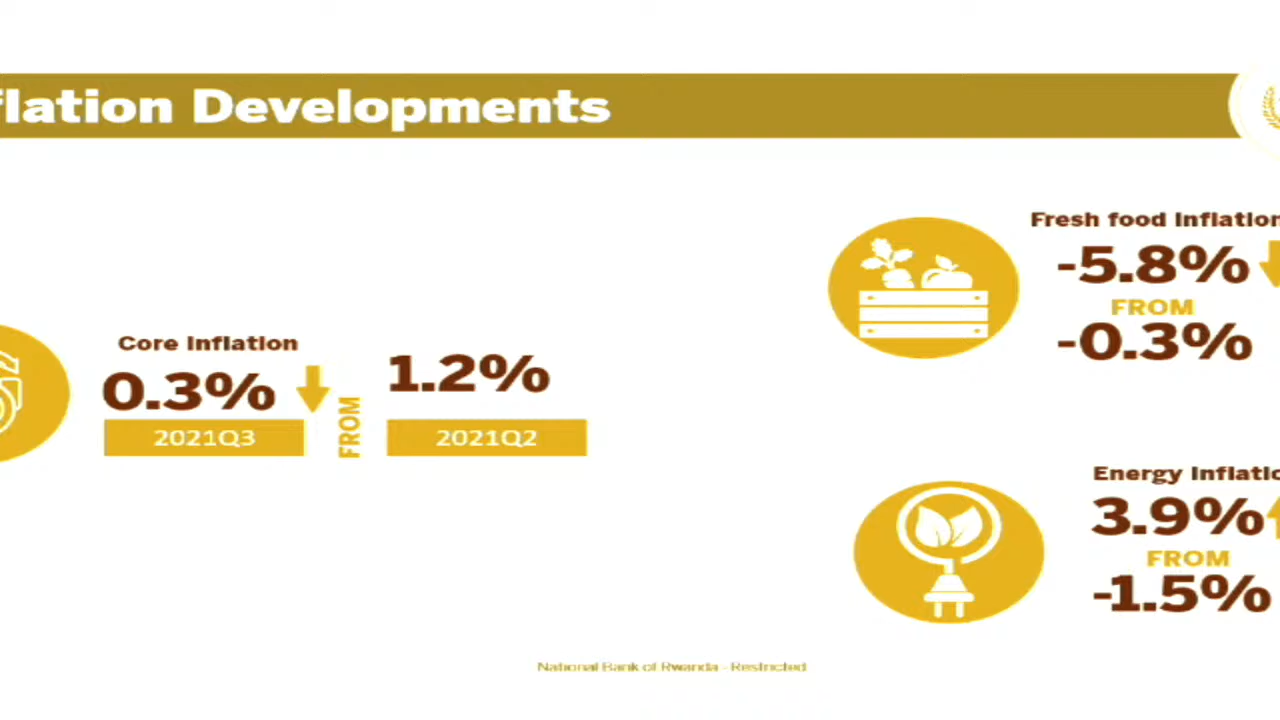 flation Developments
Core Inflation
0.3%
2021Q3
FROM
1.2%
2021Q2
Fresh food Inflation
-5.8%
FROM
-0.3%
Energy Inflatio
3.9%
FROM
-1.5%
National Bank of Rwanda - Restricted